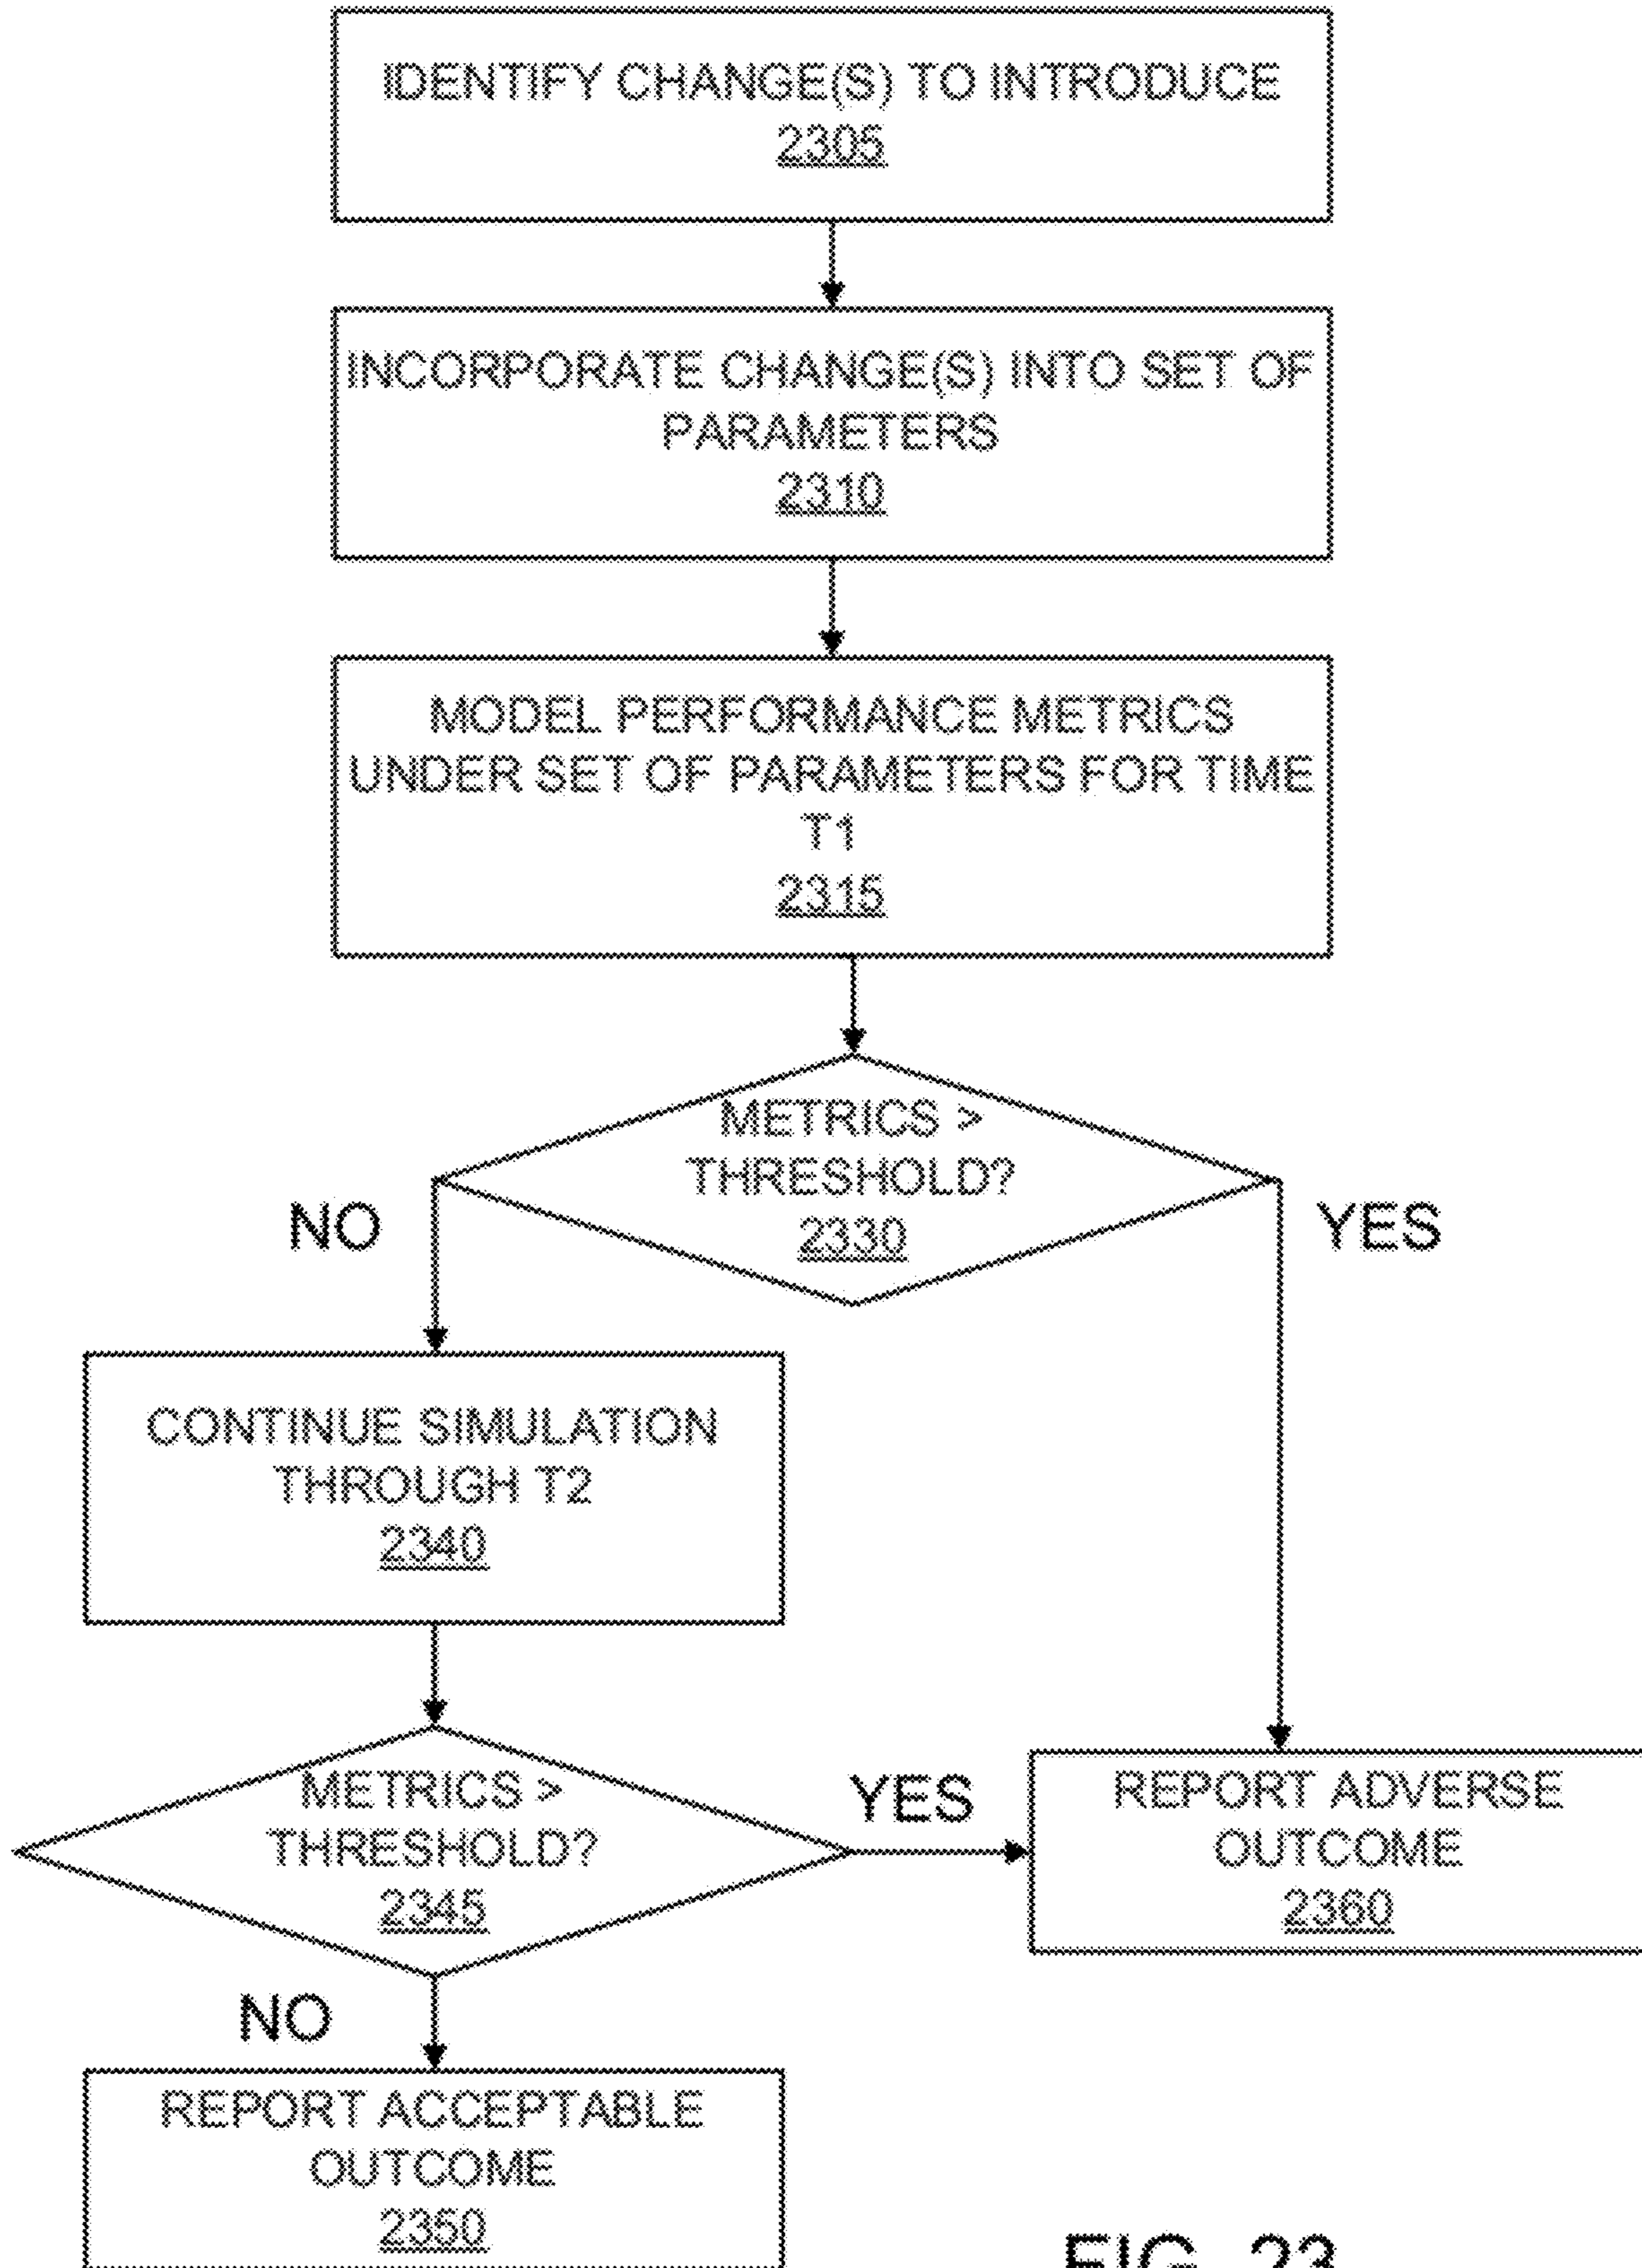 IDENTIFY CHANGE(S) TO INTRODUCE
2305
INCORPORATE CHANGE(S) INTO SET OF
PARAMETERS
2310
MODEL PERFORMANCE METRICS
UNDER SET OF PARAMETERS FOR TIME
T1
2315
METRICS >
THRESHOLD?
2330
NO
YES
CONTINUE SIMULATION
THROUGH T2
2340
METRICS >
THRESHOLD?
2345
YES
REPORT ADVERSE
OUTCOME
2360
NO
REPORT ACCEPTABLE
OUTCOME
2350
FIG. 23